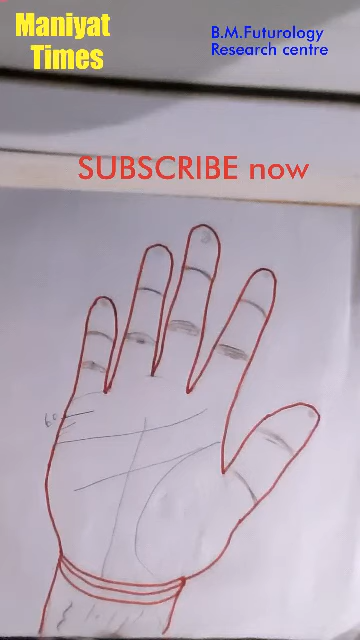 Maniyat
Times
B.M.Futurology
Research centre
SUBSCRIBE now